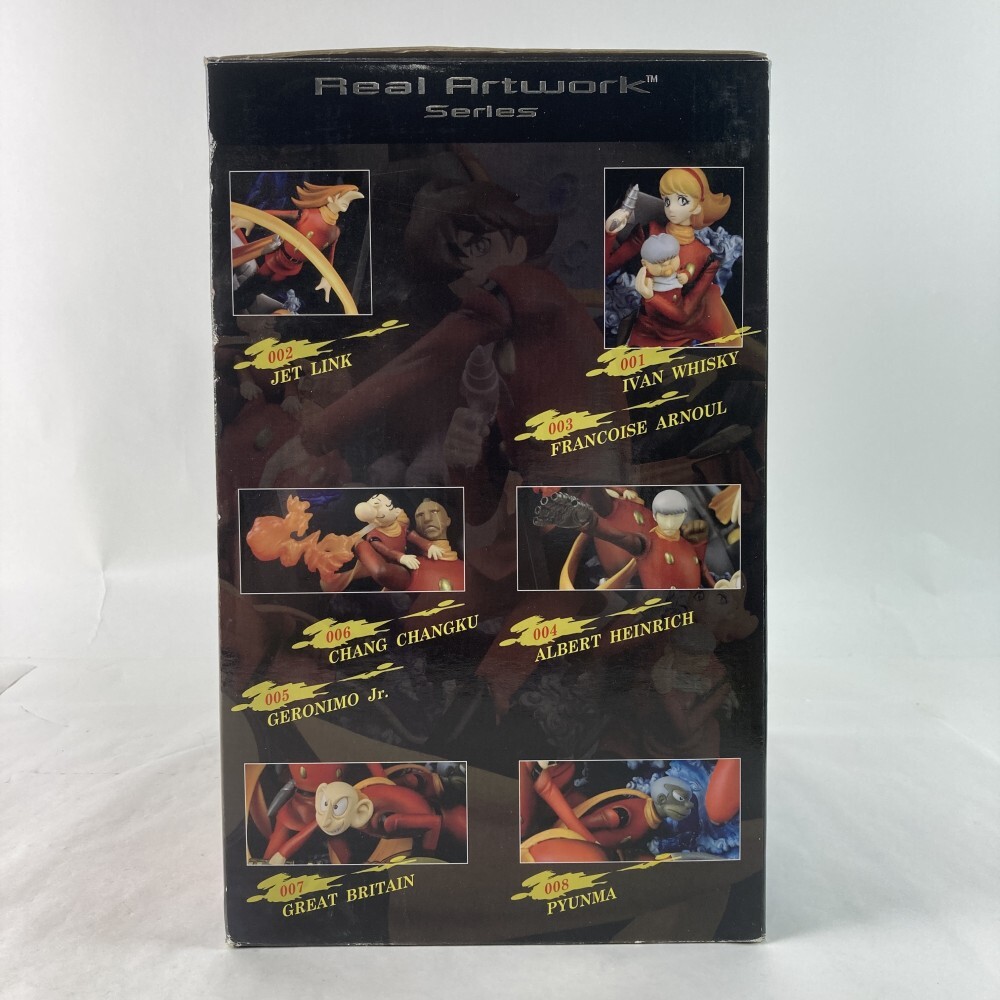 Real Artwork™
Series
002
JET LINK
001
IVAN WHISKY
003
FRANCOISE ARNOUL
006
CHANG CHANGKU
004
ALBERT HEINRICH
005
GERONIMO Jr.
007
GREAT BRITAIN
008
PYUNMA